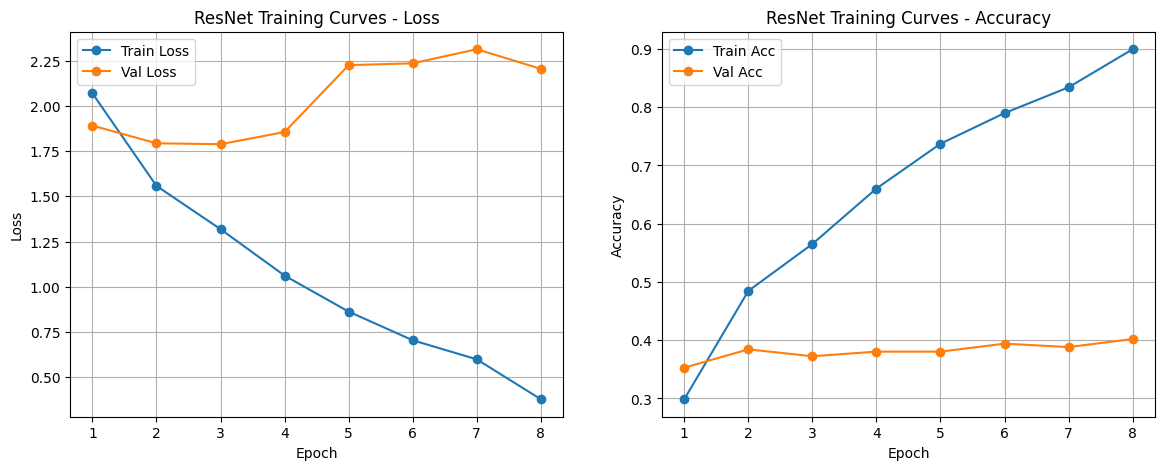 ResNet Training Curves - Loss
Train Loss
Val Loss
2.25
2.00
1.75
1.50
1.25
1.00
0.75
0.50
Loss
1 2 3 4 5 6 7 8
Epoch
ResNet Training Curves - Accuracy
Train Acc
Val Acc
0.9
0.8
0.7
0.6
0.5
0.4
0.3
Accuracy
1 2 3 4 5 6 7 8
Epoch